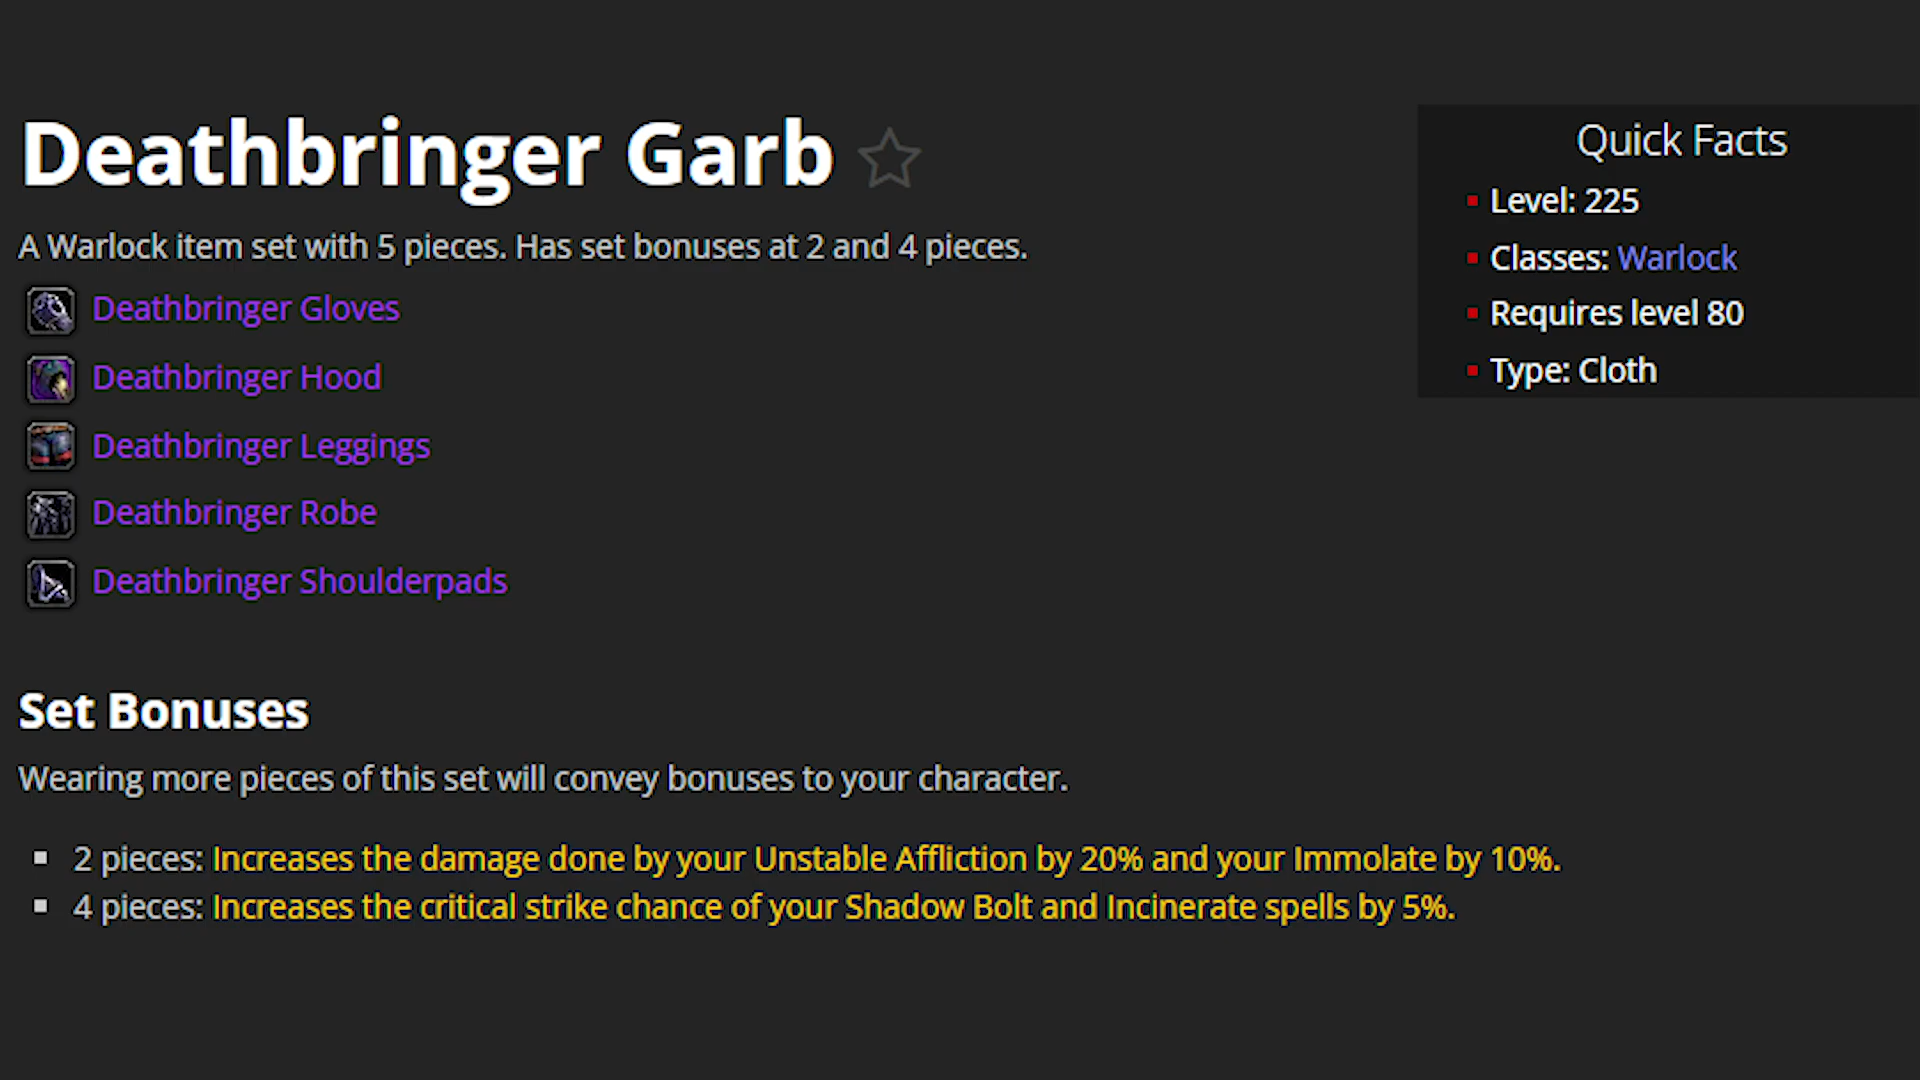 Deathbringer Garb
A Warlock item set with 5 pieces. Has set bonuses at 2 and 4 pieces.
Deathbringer Gloves
Deathbringer Hood
Deathbringer Leggings
Deathbringer Robe
Deathbringer Shoulderpads
Set Bonuses
Wearing more pieces of this set will convey bonuses to your character.
2 pieces: Increases the damage done by your Unstable Affliction by 20% and your Immolate by 10%.
4 pieces: Increases the critical strike chance of your Shadow Bolt and Incinerate spells by 5%.
Quick Facts
Level: 225
Classes: Warlock
Requires level 80
Type: Cloth